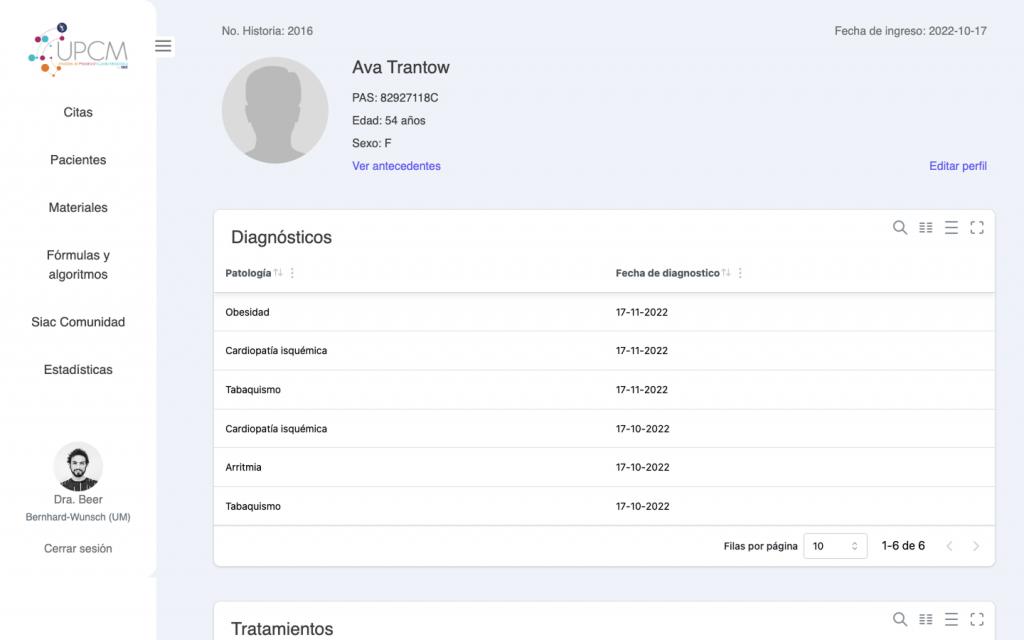 UPCM
Citas
Pacientes
Materiales
Fórmulas y
algoritmos
Siac Comunidad
Estadísticas
Dra. Beer
Bernhard-Wunsch (UM)
Cerrar sesión
No. Historia: 2016
Fecha de ingreso: 2022-10-17
Ava Trantow
PAS: 82927118C
Edad: 54 años
Sexo: F
Ver antecedentes
Editar perfil
Diagnósticos
Patología Fecha de diagnostico
Obesidad 17-11-2022
Cardiopatía isquémica 17-11-2022
Tabaquismo 17-11-2022
Cardiopatía isquémica 17-10-2022
Arritmia 17-10-2022
Tabaquismo 17-10-2022
Filas por página 10 1-6 de 6
Tratamientos